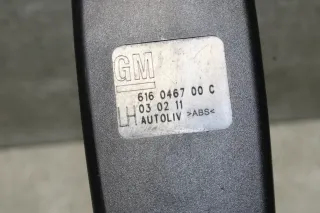 GM
616 0467 00 C
03 02 11
LH AUTOLIV >ABS<